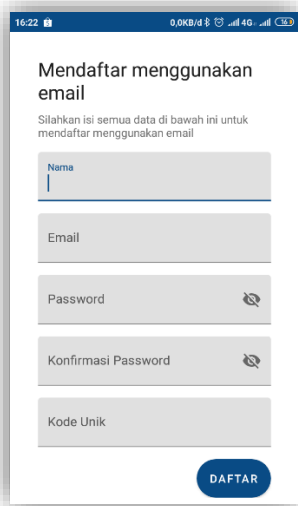 16:22 0,0KB/d 4G
Mendaftar menggunakan
email
Silahkan isi semua data di bawah ini untuk
mendaftar menggunakan email
Nama
Email
Password
Konfirmasi Password
Kode Unik
DAFTAR